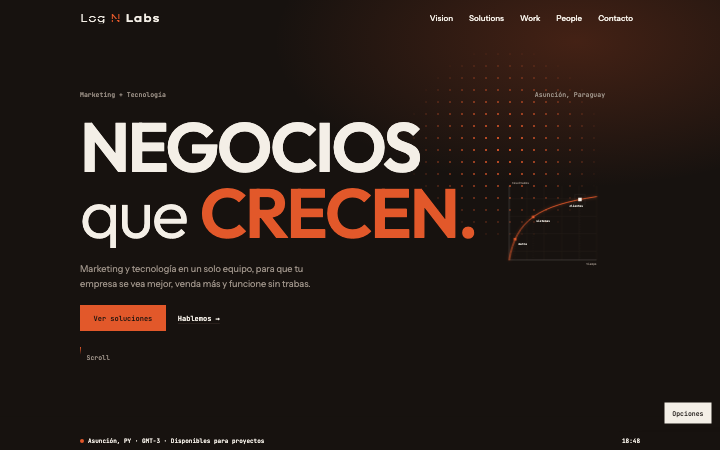 Log N Labs
Vision Solutions Work People Contacto
Marketing + Tecnología
Asunción, Paraguay
NEGOCIOS
que CRECEN.
Marketing y tecnología en un solo equipo, para que tu
empresa se vea mejor, venda más y funcione sin trabas.
Ver soluciones Hablemos →
Scroll
Opciones
Asunción, PY · GMT-3 · Disponibles para proyectos
18:48